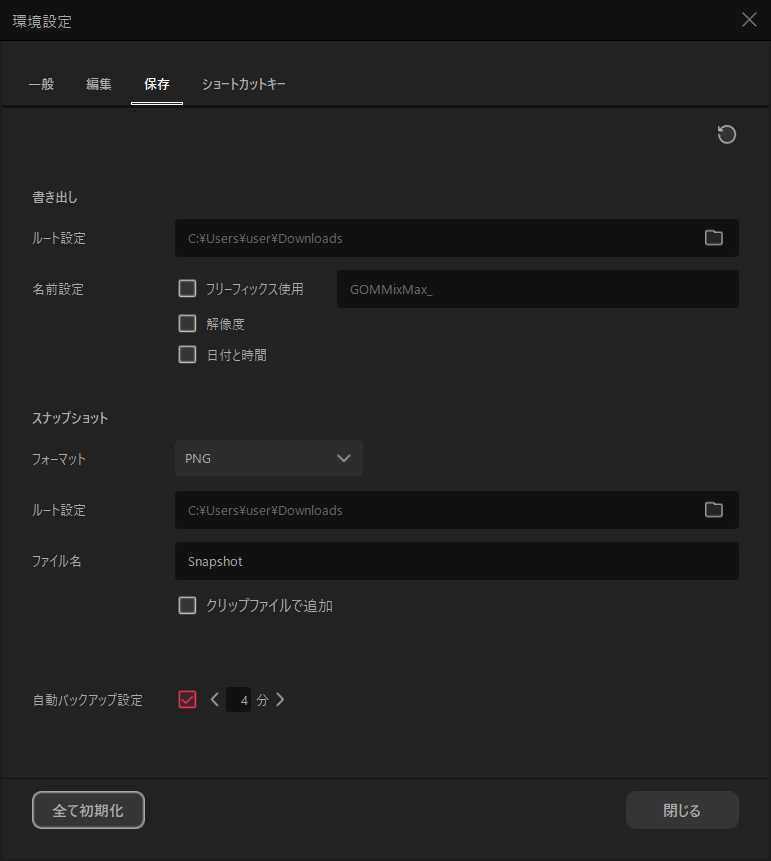 環境設定
一般 編集 保存 ショートカットキー
書き出し
ルート設定 C:¥Users¥user¥Downloads
名前設定 フリーフィックス使用 GOMMixMax_
解像度
日付と時間
スナップショット
フォーマット PNG
ルート設定 C:¥Users¥user¥Downloads
ファイル名 Snapshot
クリップファイルで追加
自動バックアップ設定 4 分
全て初期化 閉じる